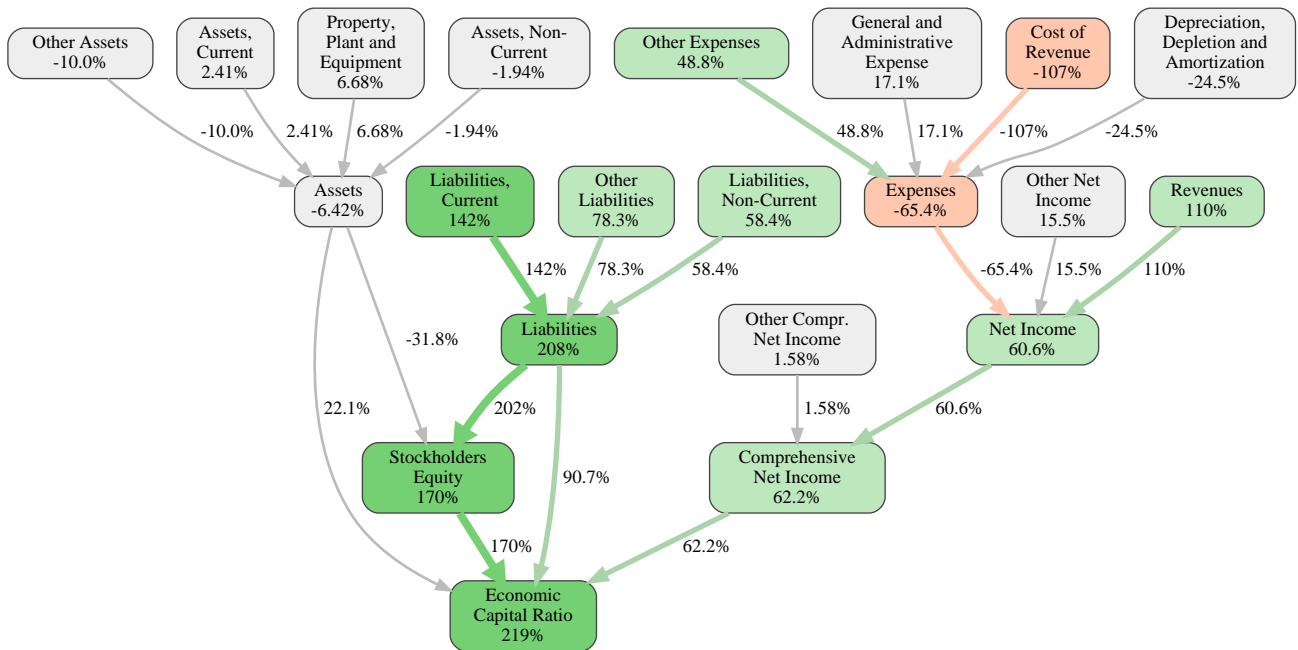 Other Assets
-10.0%
Assets,
Current
2.41%
Property,
Plant and
Equipment
6.68%
Assets, Non-
Current
-1.94%
Other Expenses
48.8%
General and
Administrative
Expense
17.1%
Cost of
Revenue
-107%
Depreciation,
Depletion and
Amortization
-24.5%
-10.0%
2.41%
6.68%
-1.94%
48.8%
17.1%
-107%
-24.5%
Assets
-6.42%
Liabilities,
Current
142%
Other
Liabilities
78.3%
Liabilities,
Non-Current
58.4%
Expenses
-65.4%
Other Net
Income
15.5%
Revenues
110%
142%
78.3%
58.4%
-65.4%
15.5%
110%
-31.8%
Liabilities
208%
Other Compr.
Net Income
1.58%
Net Income
60.6%
22.1%
202%
90.7%
1.58%
60.6%
Stockholders
Equity
170%
Comprehensive
Net Income
62.2%
170%
62.2%
Economic
Capital Ratio
219%